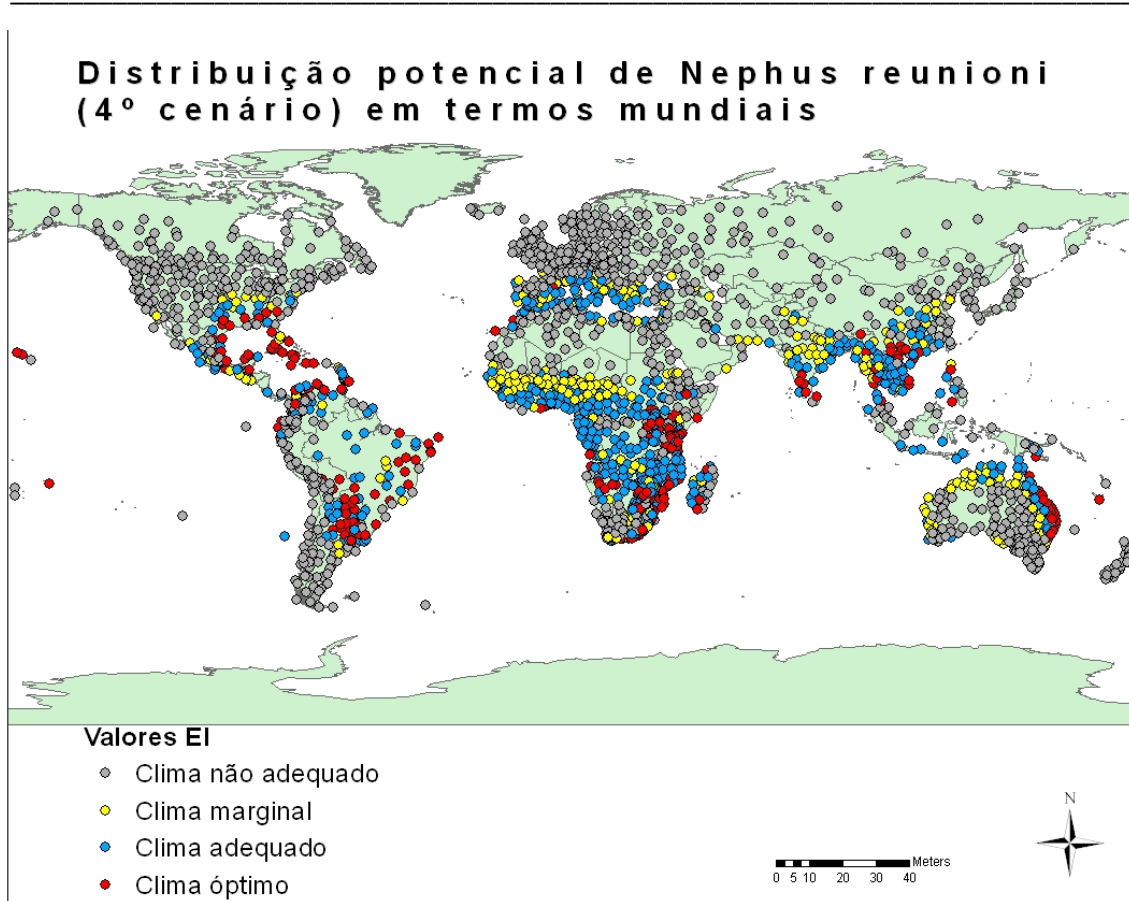 Distribuição potencial de Nephus reunioni
(4º cenário) em termos mundiais
Valores EI
Clima não adequado
Clima marginal
Clima adequado
Clima óptimo
N
Meters
0 5 10 20 30 40